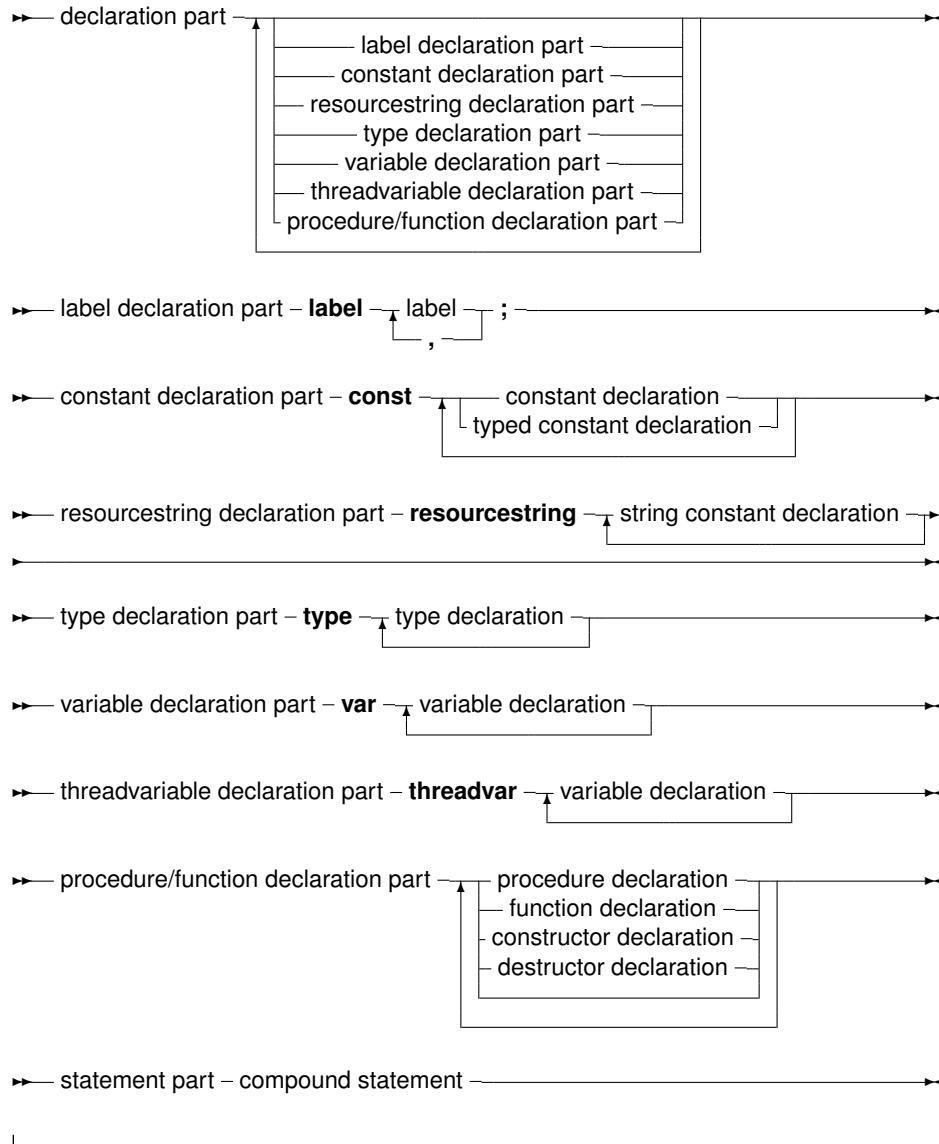 declaration part
label declaration part
constant declaration part
resourcestring declaration part
type declaration part
variable declaration part
threadvariable declaration part
procedure/function declaration part
label declaration part label label ;
,
constant declaration part const constant declaration
typed constant declaration
resourcestring declaration part resourcestring string constant declaration
type declaration part type type declaration
variable declaration part var variable declaration
threadvariable declaration part threadvar variable declaration
procedure/function declaration part procedure declaration
function declaration
constructor declaration
destructor declaration
statement part compound statement